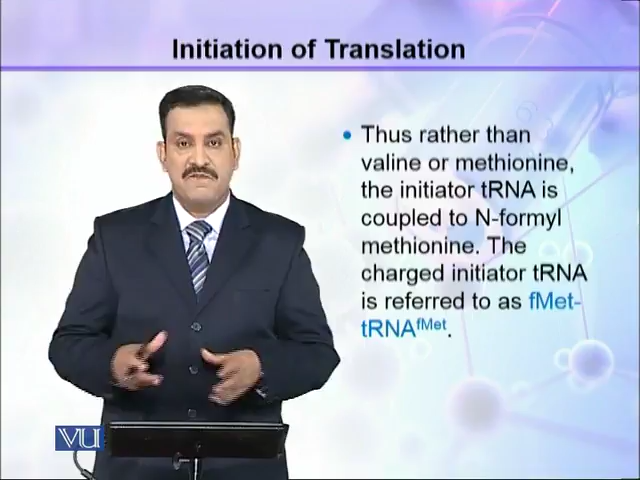 Initiation of Translation
Thus rather than
valine or methionine,
the initiator tRNA is
coupled to N-formyl
methionine. The
charged initiator tRNA
is referred to as fMet-
tRNAfMet.
VU